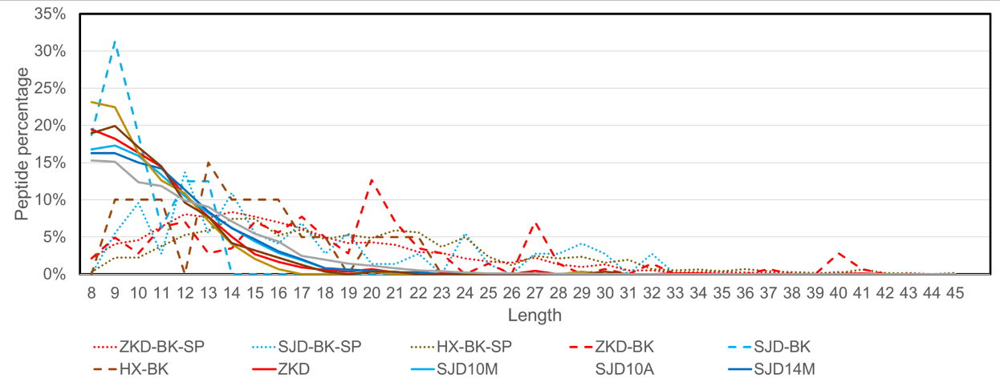 35%
30%
25%
20%
15%
10%
5%
0%
Peptide percentage
8 9 10 11 12 13 14 15 16 17 18 19 20 21 22 23 24 25 26 27 28 29 30 31 32 33 34 35 36 37 38 39 40 41 42 43 44 45
Length
ZKD-BK-SP SJD-BK-SP HX-BK-SP ZKD-BK SJD-BK
HX-BK ZKD SJD10M SJD10A SJD14M